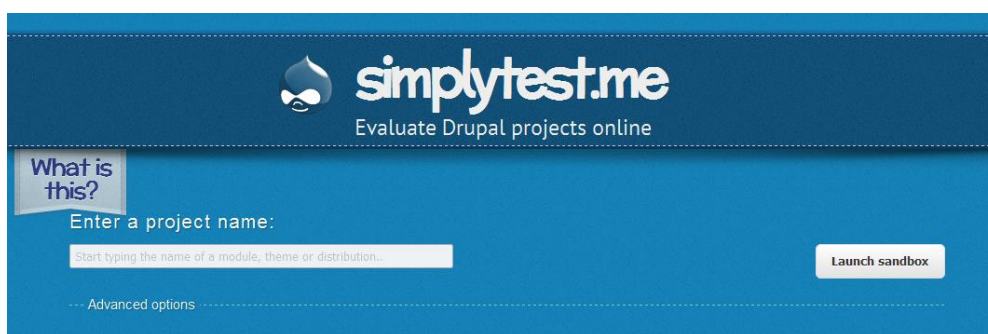 simplytest.me
Evaluate Drupal projects online
What is
this?
Enter a project name:
Start typing the name of a module, theme or distribution..
Launch sandbox
Advanced options